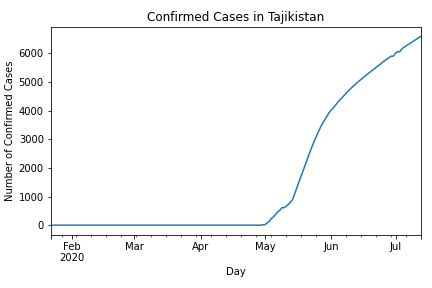 Confirmed Cases in Tajikistan
Number of Confirmed Cases
6000
5000
4000
3000
2000
1000
0
Feb
2020
Mar
Apr
May
Jun
Jul
Day